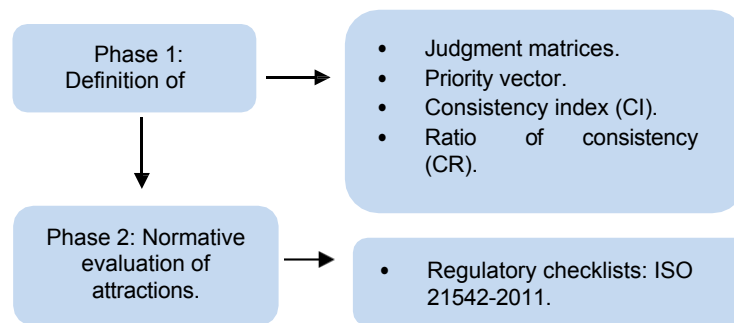 Phase 1:
Definition of
• Judgment matrices.
• Priority vector.
• Consistency index (CI).
• Ratio of consistency
(CR).
Phase 2: Normative
evaluation of
attractions.
• Regulatory checklists: ISO
21542-2011.